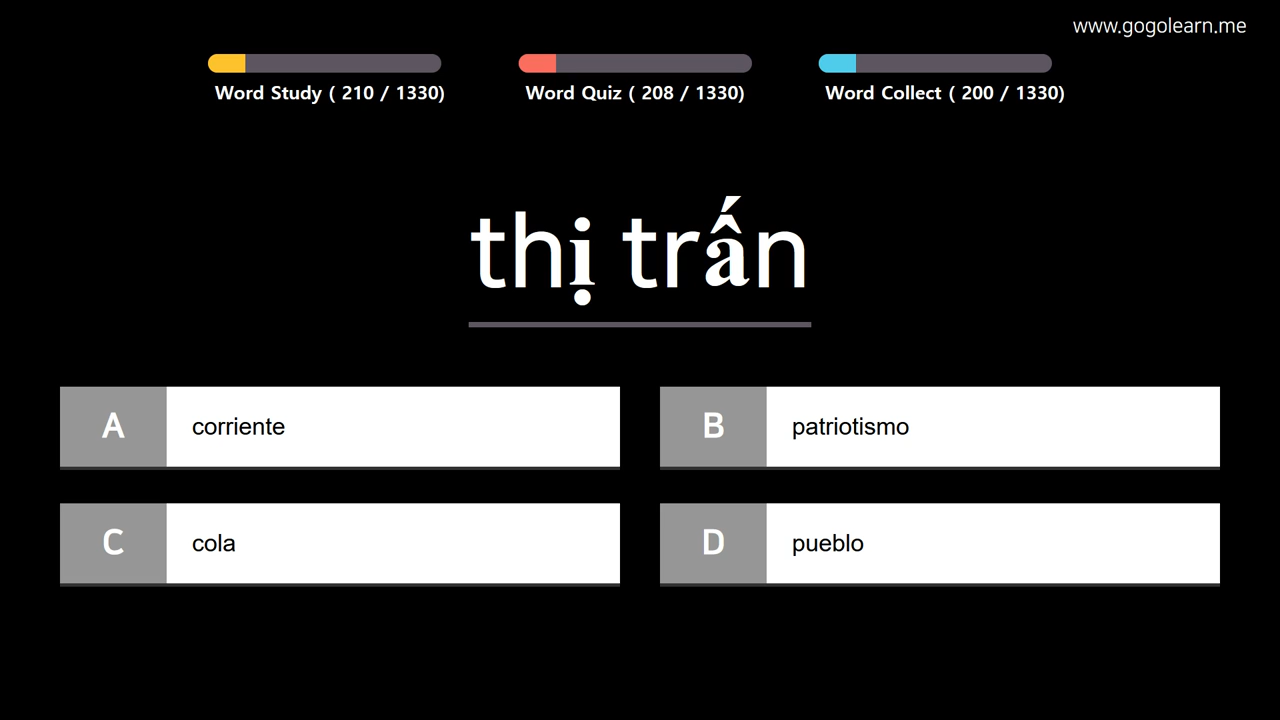 www.gogolearn.me
Word Study ( 210 / 1330)
Word Quiz ( 208 / 1330)
Word Collect ( 200 / 1330)
thị trấn
A corriente
B patriotismo
C cola
D pueblo